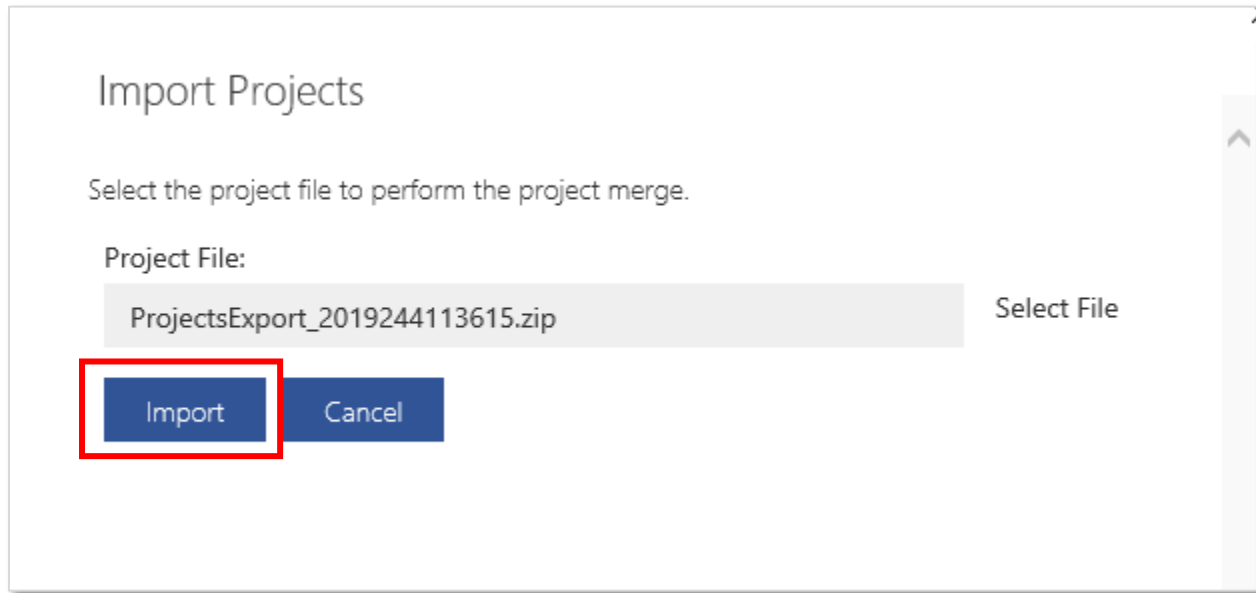 Import Projects
Select the project file to perform the project merge.
Project File:
ProjectsExport_2019244113615.zip
Select File
Import
Cancel